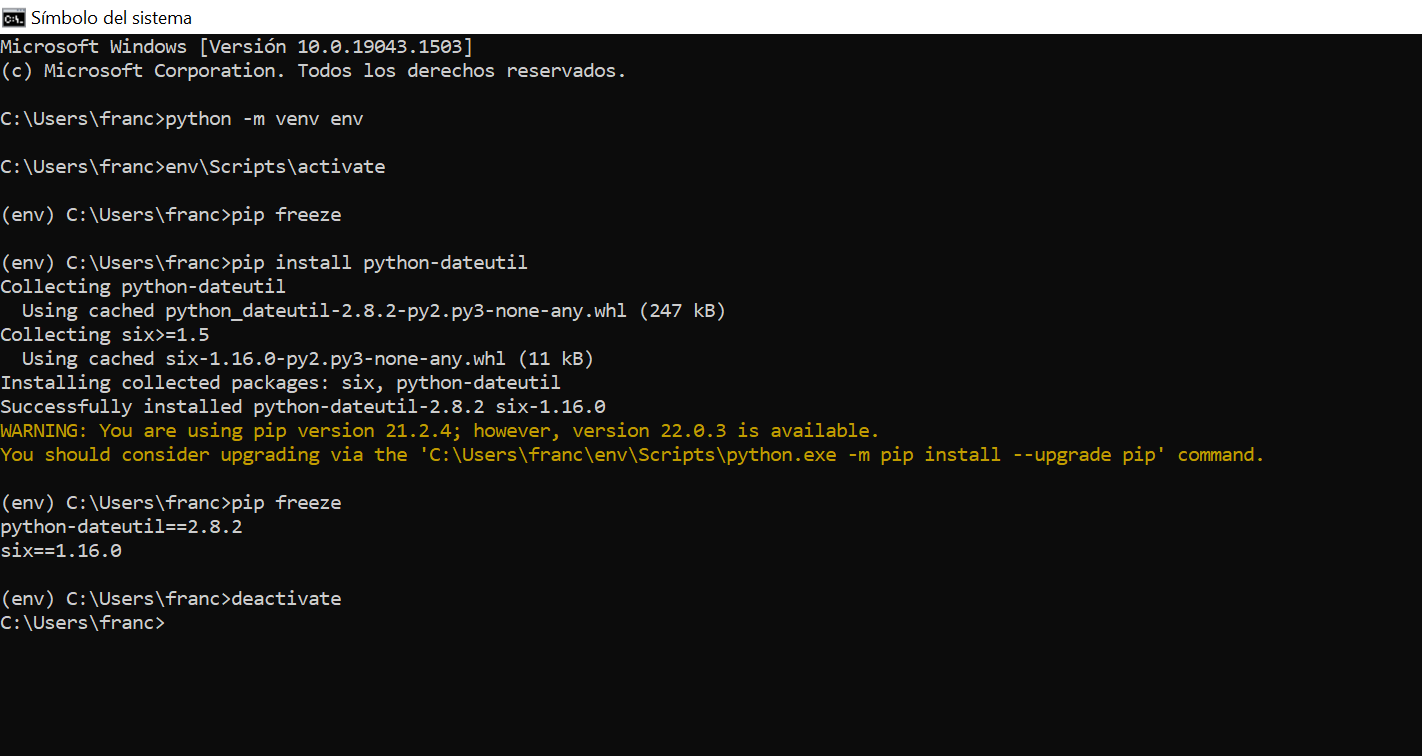 Símbolo del sistema
Microsoft Windows [Versión 10.0.19043.1503]
(c) Microsoft Corporation. Todos los derechos reservados.
C:\Users\franc>python -m venv env
C:\Users\franc>env\Scripts\activate
(env) C:\Users\franc>pip freeze
(env) C:\Users\franc>pip install python-dateutil
Collecting python-dateutil
  Using cached python_dateutil-2.8.2-py2.py3-none-any.whl (247 kB)
Collecting six>=1.5
  Using cached six-1.16.0-py2.py3-none-any.whl (11 kB)
Installing collected packages: six, python-dateutil
Successfully installed python-dateutil-2.8.2 six-1.16.0
WARNING: You are using pip version 21.2.4; however, version 22.0.3 is available.
You should consider upgrading via the 'C:\Users\franc\env\Scripts\python.exe -m pip install --upgrade pip' command.
(env) C:\Users\franc>pip freeze
python-dateutil==2.8.2
six==1.16.0
(env) C:\Users\franc>deactivate
C:\Users\franc>